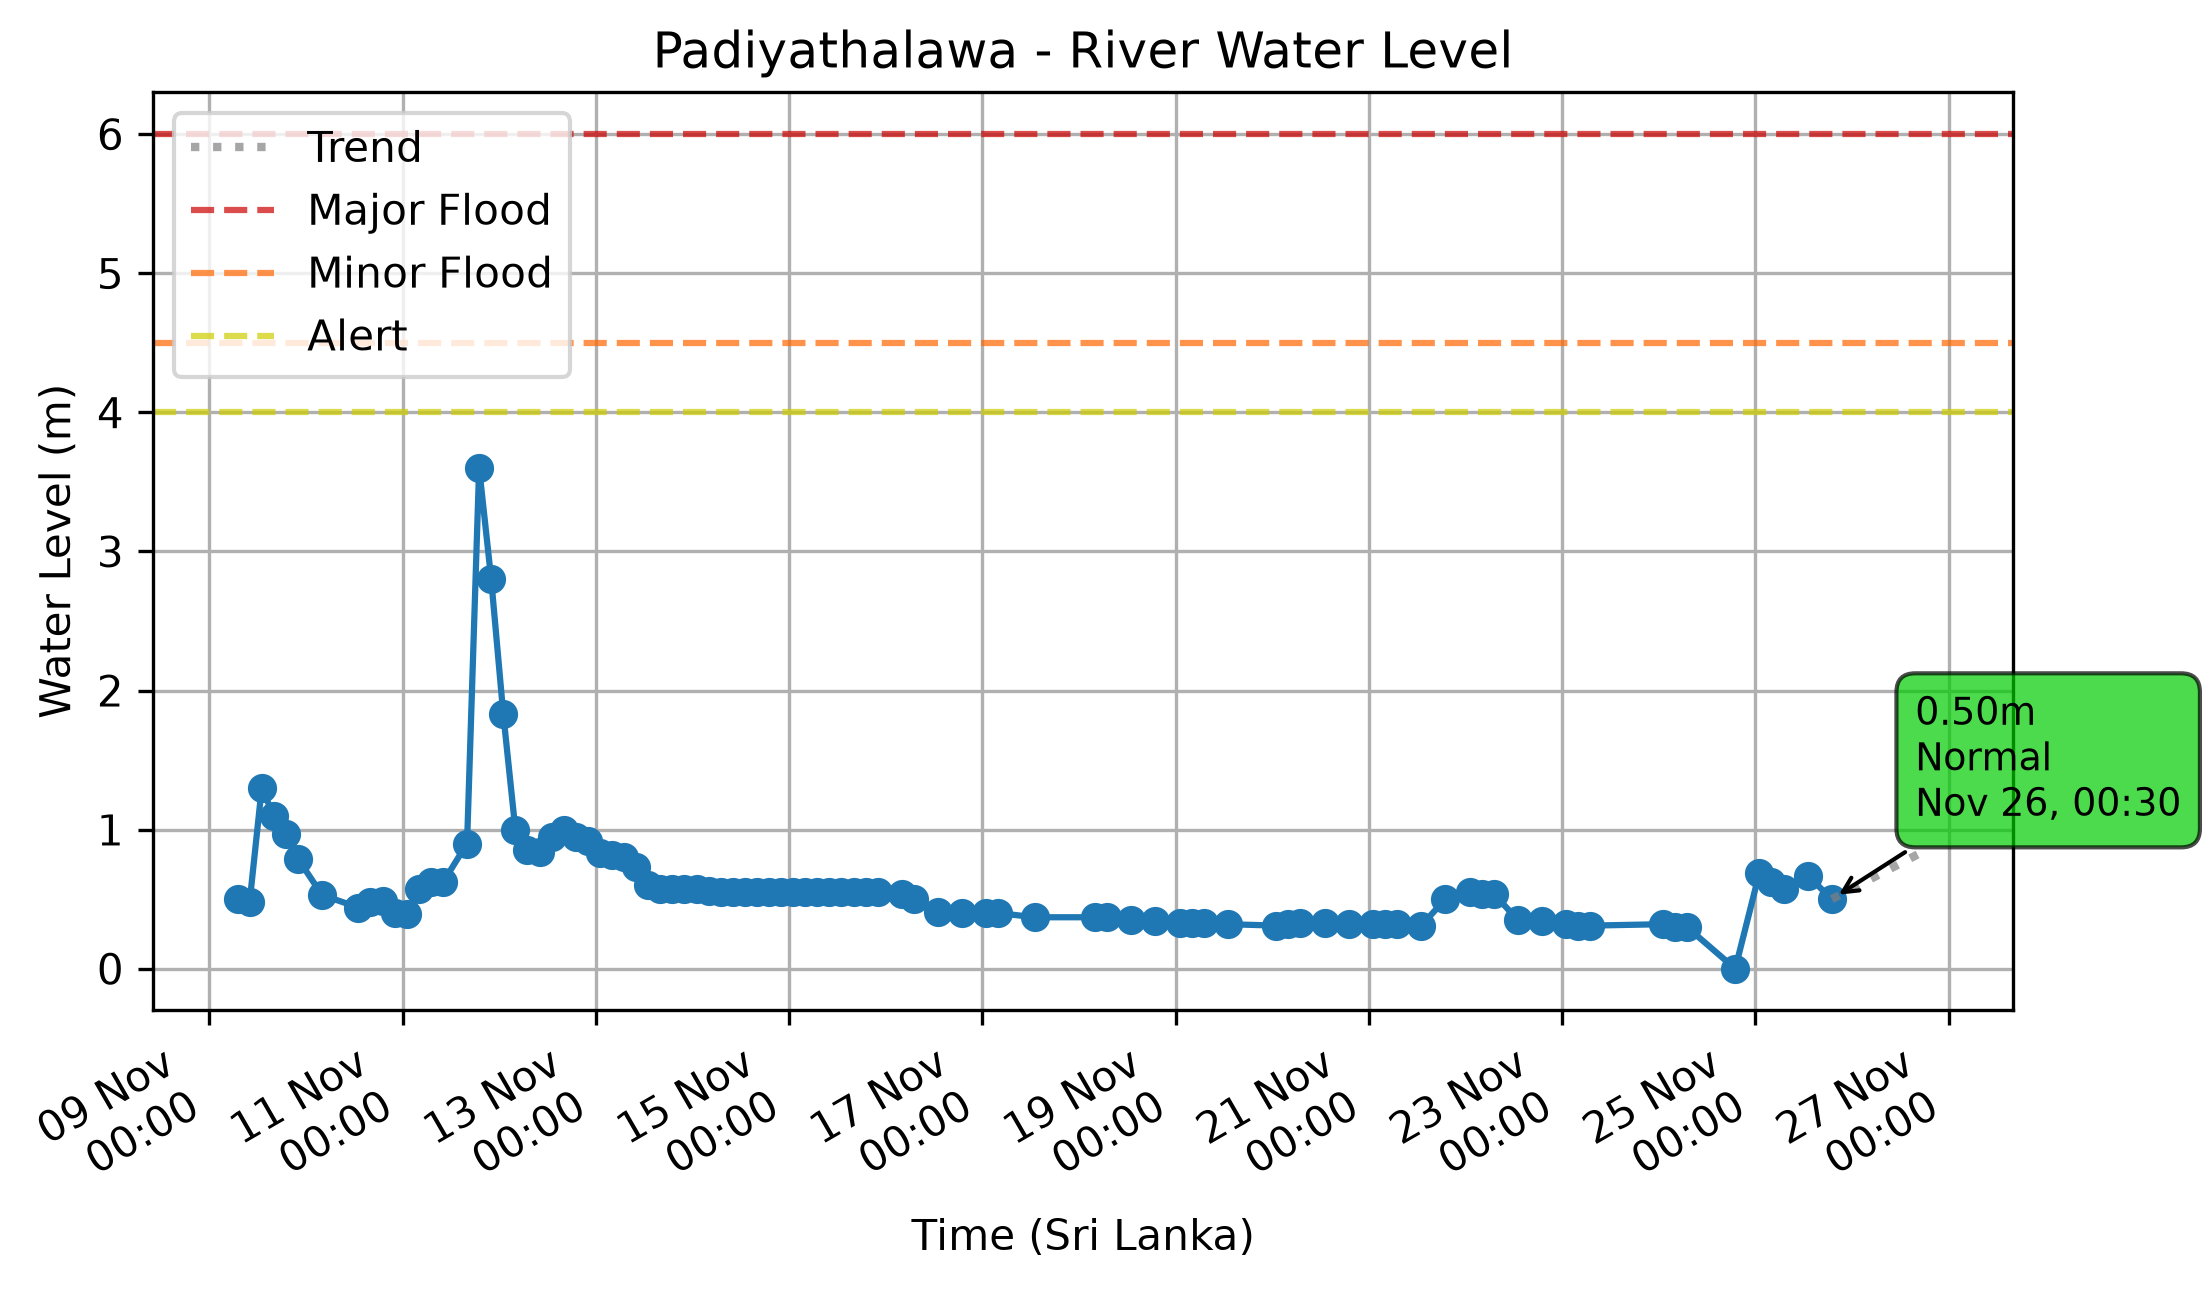 Padiyathalawa - River Water Level
Trend
Major Flood
Minor Flood
Alert
Water Level (m)
6
5
4
3
2
1
0
0.50m
Normal
Nov 26, 00:30
09 Nov
00:00
11 Nov
00:00
13 Nov
00:00
15 Nov
00:00
17 Nov
00:00
19 Nov
00:00
21 Nov
00:00
23 Nov
00:00
25 Nov
00:00
27 Nov
00:00
Time (Sri Lanka)